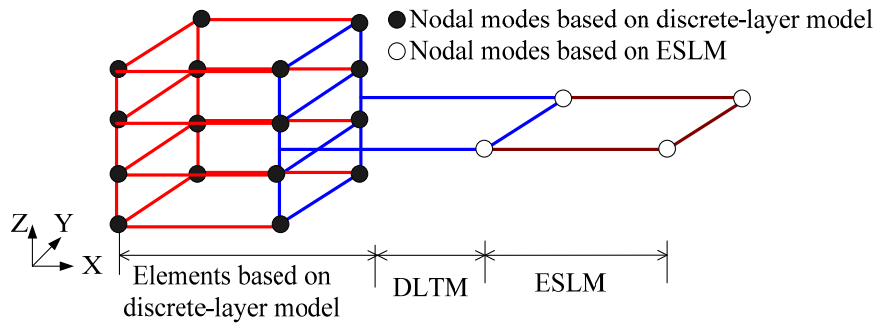 Nodal modes based on discrete-layer model
Nodal modes based on ESLM
Z
Y
X
Elements based on
discrete-layer model
DLTM
ESLM